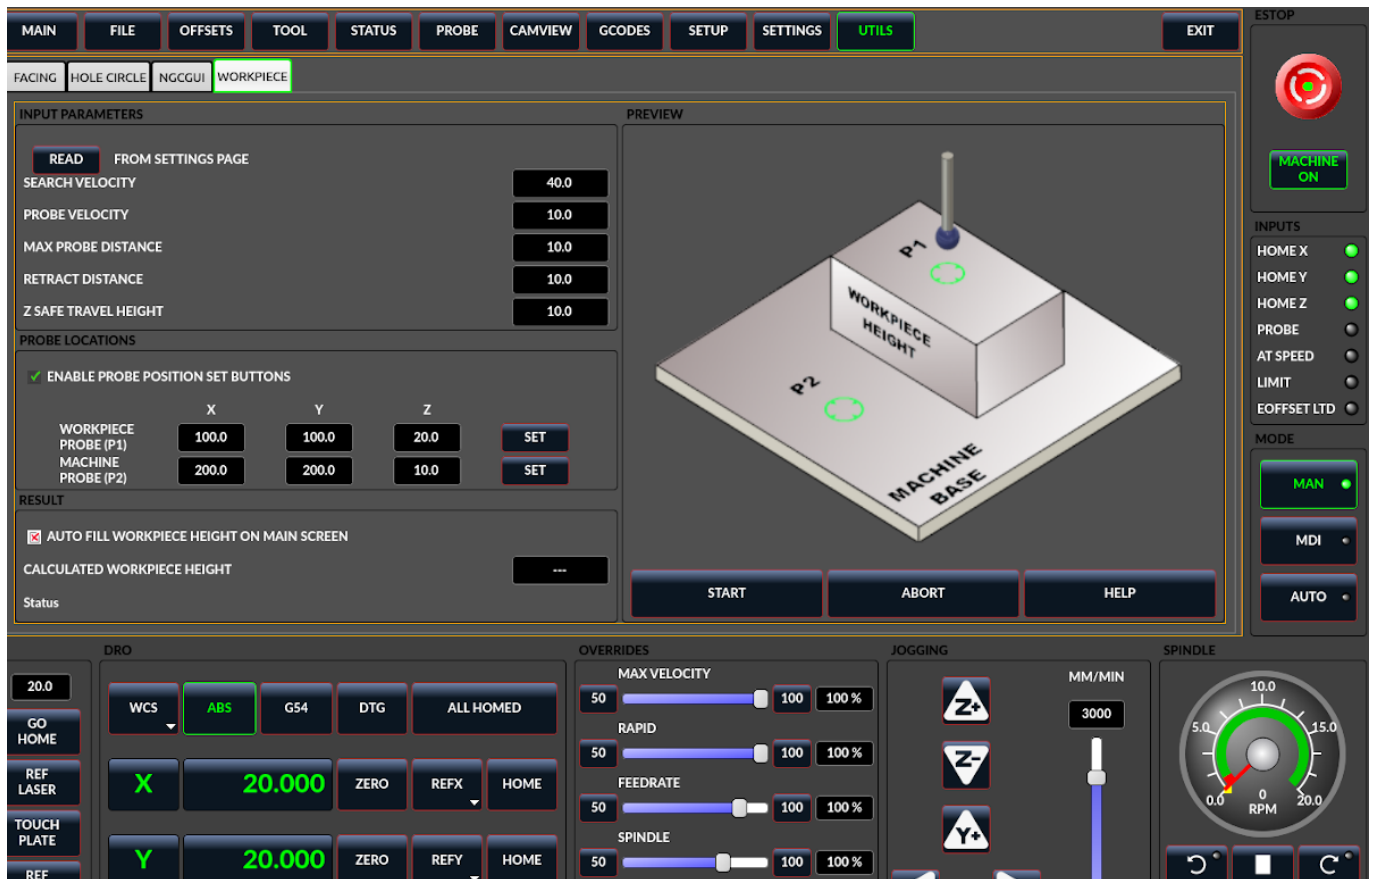 MAIN FILE OFFSETS TOOL STATUS PROBE CAMVIEW GCODES SETUP SETTINGS UTILS EXIT
FACING HOLE CIRCLE NGCGUI WORKPIECE
INPUT PARAMETERS
READ FROM SETTINGS PAGE
SEARCH VELOCITY 40.0
PROBE VELOCITY 10.0
MAX PROBE DISTANCE 10.0
RETRACT DISTANCE 10.0
Z SAFE TRAVEL HEIGHT 10.0
PROBE LOCATIONS
ENABLE PROBE POSITION SET BUTTONS
X Y Z
WORKPIECE
PROBE (P1) 100.0 100.0 20.0 SET
MACHINE
PROBE (P2) 200.0 200.0 10.0 SET
RESULT
AUTO FILL WORKPIECE HEIGHT ON MAIN SCREEN
CALCULATED WORKPIECE HEIGHT ---
Status
PREVIEW
P1
WORKPIECE
HEIGHT
P2
MACHINE
BASE
START ABORT HELP
ESTOP
MACHINE
ON
INPUTS
HOME X
HOME Y
HOME Z
PROBE
AT SPEED
LIMIT
EOFFSET LTD
MODE
MAN
MDI
AUTO
20.0
GO
HOME
REF
LASER
TOUCH
PLATE
REF
DRO
WCS ABS G54 DTG ALL HOMED
X 20.000 ZERO REFX HOME
Y 20.000 ZERO REFY HOME
OVERRIDES
MAX VELOCITY
50 100 100 %
RAPID
50 100 100 %
FEEDRATE
50 100 100 %
SPINDLE
50 100 100 %
JOGGING
Z+
Z-
Y+
MM/MIN
3000
SPINDLE
10.0
5.0 15.0
0.0 0 20.0
RPM